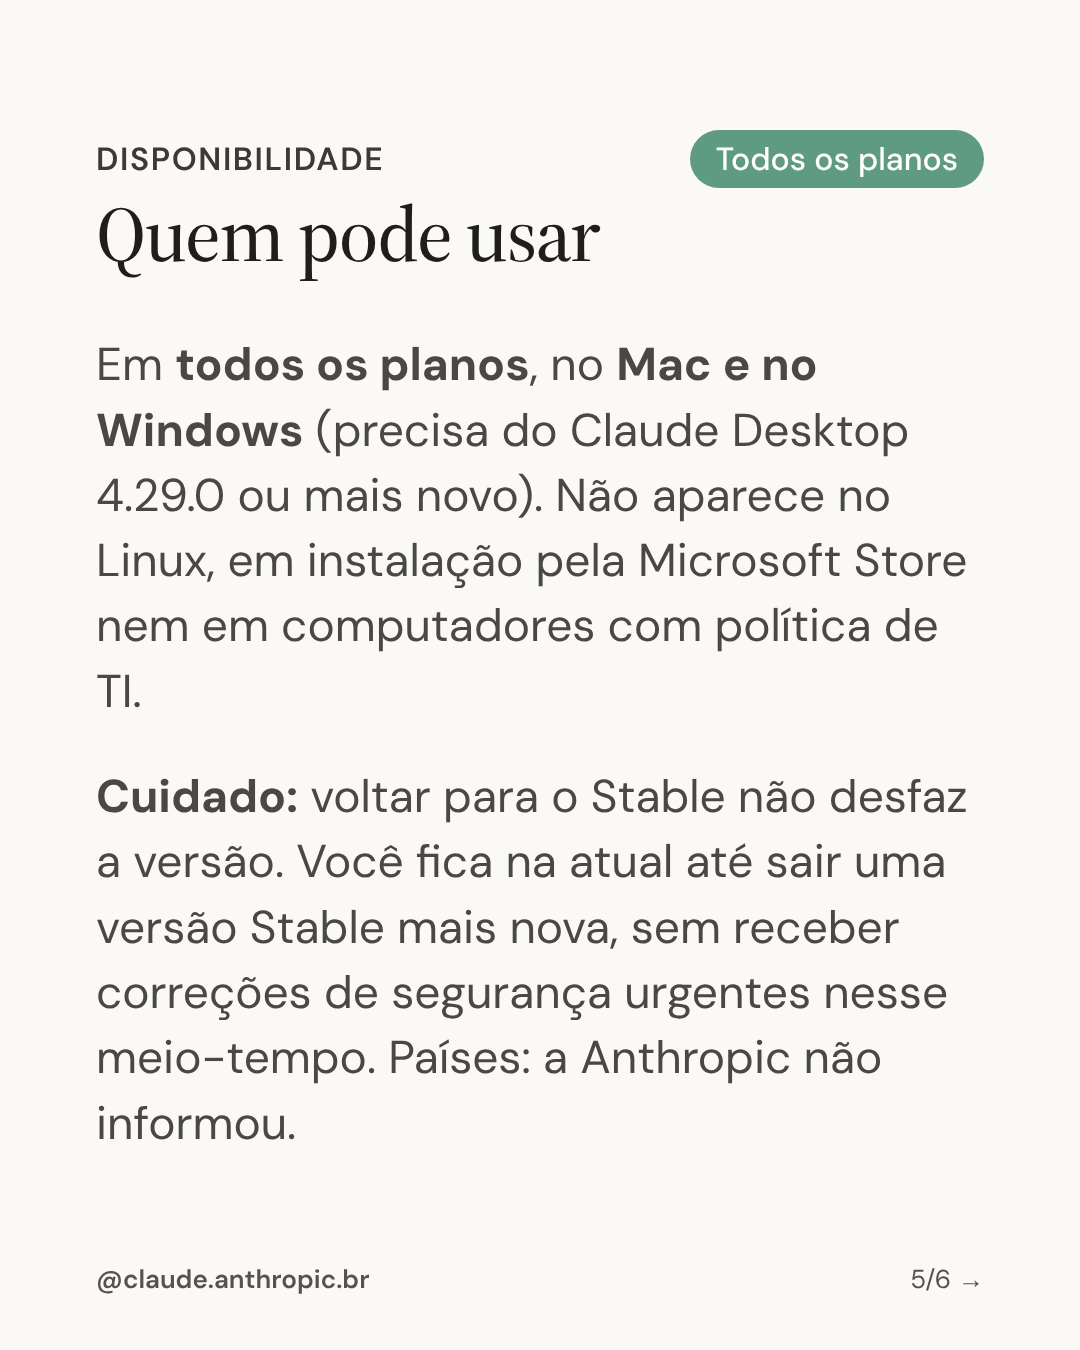 DISPONIBILIDADE
Todos os planos
Quem pode usar
Em todos os planos, no Mac e no
Windows (precisa do Claude Desktop
4.29.0 ou mais novo). Não aparece no
Linux, em instalação pela Microsoft Store
nem em computadores com política de
TI.
Cuidado: voltar para o Stable não desfaz
a versão. Você fica na atual até sair uma
versão Stable mais nova, sem receber
correções de segurança urgentes nesse
meio-tempo. Países: a Anthropic não
informou.
@claude.anthropic.br
5/6 →